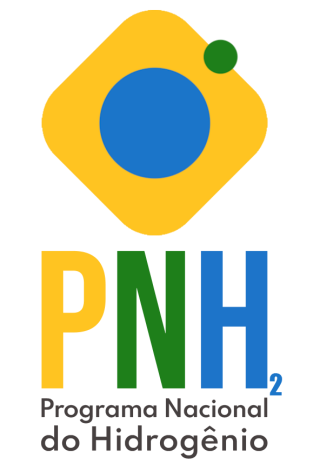 PNH₂
Programa Nacional
do Hidrogênio